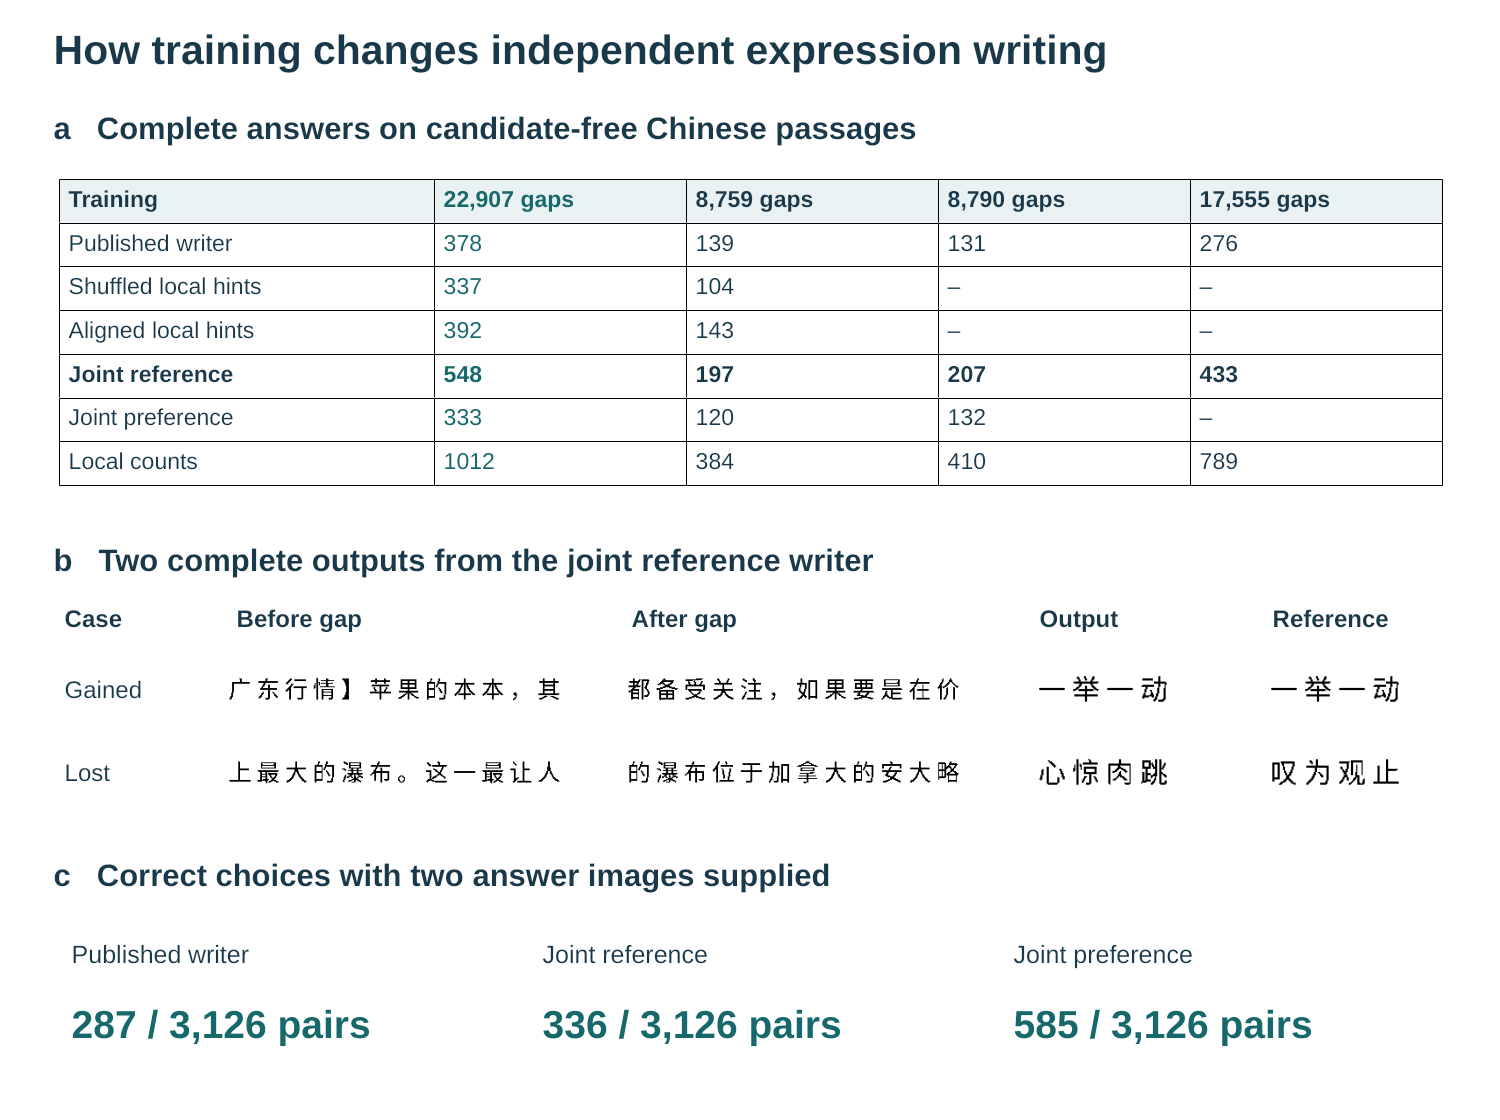 How training changes independent expression writing
a Complete answers on candidate-free Chinese passages
Training 22,907 gaps 8,759 gaps 8,790 gaps 17,555 gaps
Published writer 378 139 131 276
Shuffled local hints 337 104 – –
Aligned local hints 392 143 – –
Joint reference 548 197 207 433
Joint preference 333 120 132 –
Local counts 1012 384 410 789
b Two complete outputs from the joint reference writer
Case Before gap After gap Output Reference
Gained 广东行情】苹果的本本，其 都备受关注，如果要是在价 一举一动 一举一动
Lost 上最大的瀑布。这一最让人 的瀑布位于加拿大的安大略 心惊肉跳 叹为观止
c Correct choices with two answer images supplied
Published writer Joint reference Joint preference
287 / 3,126 pairs 336 / 3,126 pairs 585 / 3,126 pairs